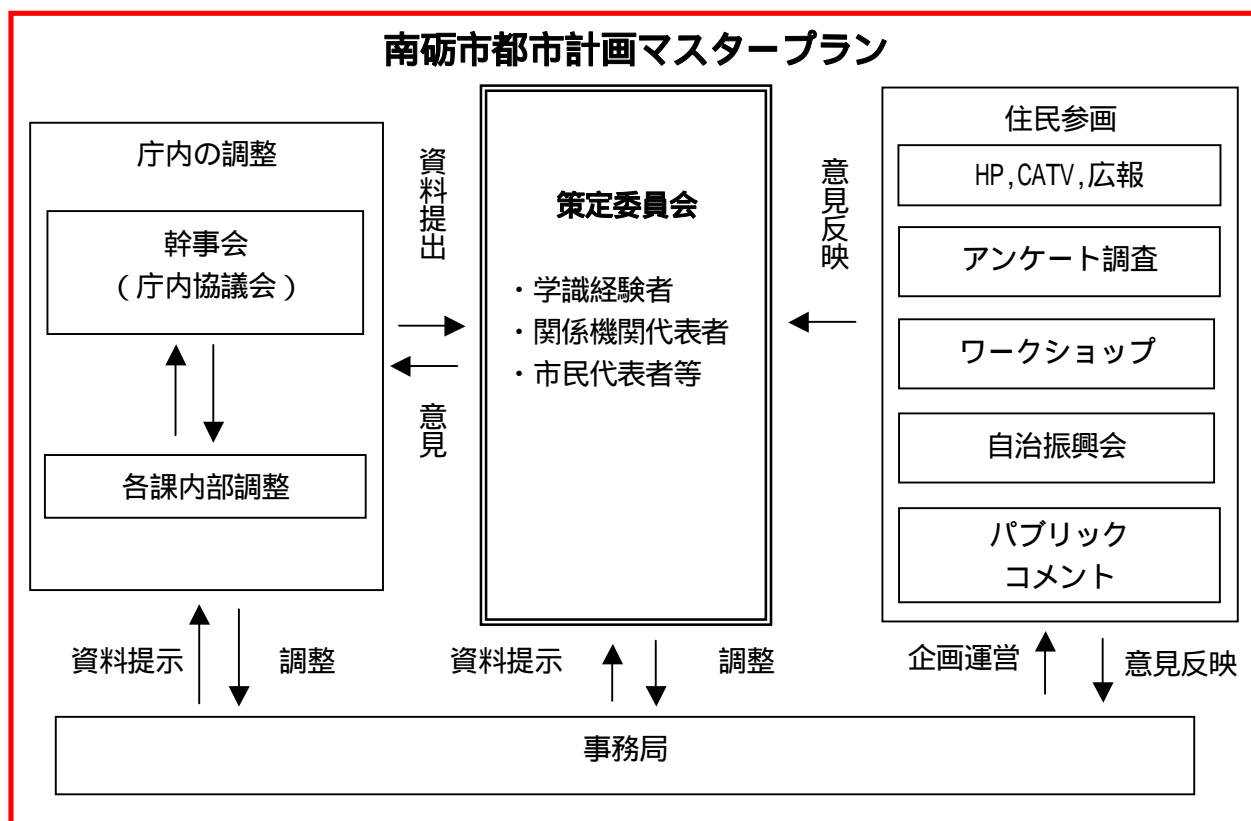 南砺市都市計画マスタープラン
庁内の調整
幹事会
(庁内協議会)
各課内部調整
資料提出
意見
策定委員会
・学識経験者
・関係機関代表者
・市民代表者等
意見反映
住民参画
HP,CATV,広報
アンケート調査
ワークショップ
自治振興会
パブリック
コメント
資料提示
調整
資料提示
調整
企画運営
意見反映
事務局